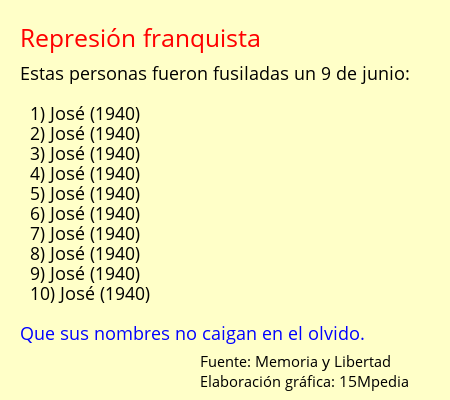 Represión franquista
Estas personas fueron fusiladas un 9 de junio:
1) José (1940)
2) José (1940)
3) José (1940)
4) José (1940)
5) José (1940)
6) José (1940)
7) José (1940)
8) José (1940)
9) José (1940)
10) José (1940)
Que sus nombres no caigan en el olvido.
Fuente: Memoria y Libertad
Elaboración gráfica: 15Mpedia